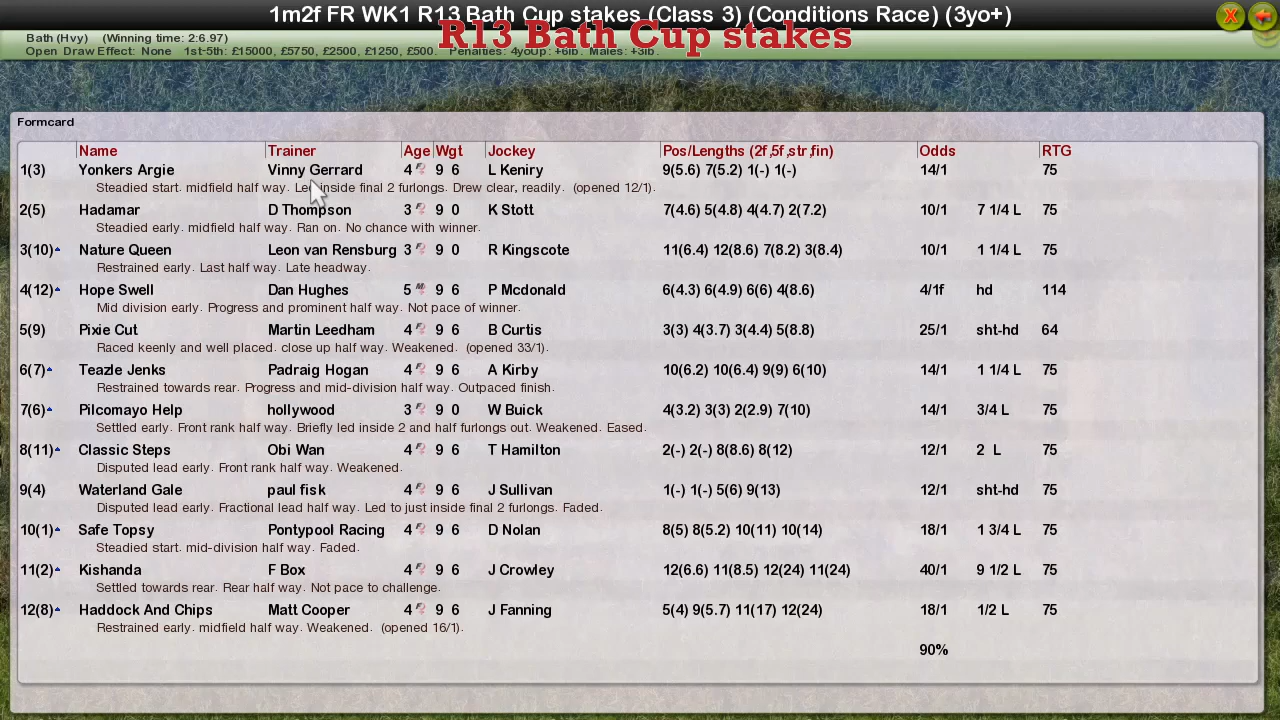 1m2f FR WK1 R13 Bath Cup stakes (Class 3) (Conditions Race) (3yo+)
R13 Bath Cup stakes
Bath (Hvy) (Winning time: 2:6.97)
Open Draw Effect: None 1st-5th: £15000, £5750, £2500, £1250, £500. Penalties: 4yoUp: +6lb. Males: +3lb.
Formcard
Name Trainer Age Wgt Jockey Pos/Lengths (2f,5f,str,fin) Odds RTG
1(3) Yonkers Argie Vinny Gerrard 4 9 6 L Keniry 9(5.6) 7(5.2) 1(-) 1(-) 14/1 75
Steadied start. midfield half way. Led inside final 2 furlongs. Drew clear, readily. (opened 12/1).
2(5) Hadamar D Thompson 3 9 0 K Stott 7(4.6) 5(4.8) 4(4.7) 2(7.2) 10/1 7 1/4 L 75
Steadied early. midfield half way. Ran on. No chance with winner.
3(10) Nature Queen Leon van Rensburg 3 9 0 R Kingscote 11(6.4) 12(8.6) 7(8.2) 3(8.4) 10/1 1 1/4 L 75
Restrained early. Last half way. Late headway.
4(12) Hope Swell Dan Hughes 5 9 6 P Mcdonald 6(4.3) 6(4.9) 6(6) 4(8.6) 4/1f hd 114
Mid division early. Progress and prominent half way. Not pace of winner.
5(9) Pixie Cut Martin Leedham 4 9 6 B Curtis 3(3) 4(3.7) 3(4.4) 5(8.8) 25/1 sht-hd 64
Raced keenly and well placed. close up half way. Weakened. (opened 33/1).
6(7) Teazle Jenks Padraig Hogan 4 9 6 A Kirby 10(6.2) 10(6.4) 9(9) 6(10) 14/1 1 1/4 L 75
Restrained towards rear. Progress and mid-division half way. Outpaced finish.
7(6) Pilcomayo Help hollywood 3 9 0 W Buick 4(3.2) 3(3) 2(2.9) 7(10) 14/1 3/4 L 75
Settled early. Front rank half way. Briefly led inside 2 and half furlongs out. Weakened. Eased.
8(11) Classic Steps Obi Wan 4 9 6 T Hamilton 2(-) 2(-) 8(8.6) 8(12) 12/1 2 L 75
Disputed lead early. Front rank half way. Weakened.
9(4) Waterland Gale paul fisk 4 9 6 J Sullivan 1(-) 1(-) 5(6) 9(13) 12/1 sht-hd 75
Disputed lead early. Fractional lead half way. Led to just inside final 2 furlongs. Faded.
10(1) Safe Topsy Pontypool Racing 4 9 6 D Nolan 8(5) 8(5.2) 10(11) 10(14) 18/1 1 3/4 L 75
Steadied start. mid-division half way. Faded.
11(2) Kishanda F Box 4 9 6 J Crowley 12(6.6) 11(8.5) 12(24) 11(24) 40/1 9 1/2 L 75
Settled towards rear. Rear half way. Not pace to challenge.
12(8) Haddock And Chips Matt Cooper 4 9 6 J Fanning 5(4) 9(5.7) 11(17) 12(24) 18/1 1/2 L 75
Restrained early. midfield half way. Weakened. (opened 16/1).
90%